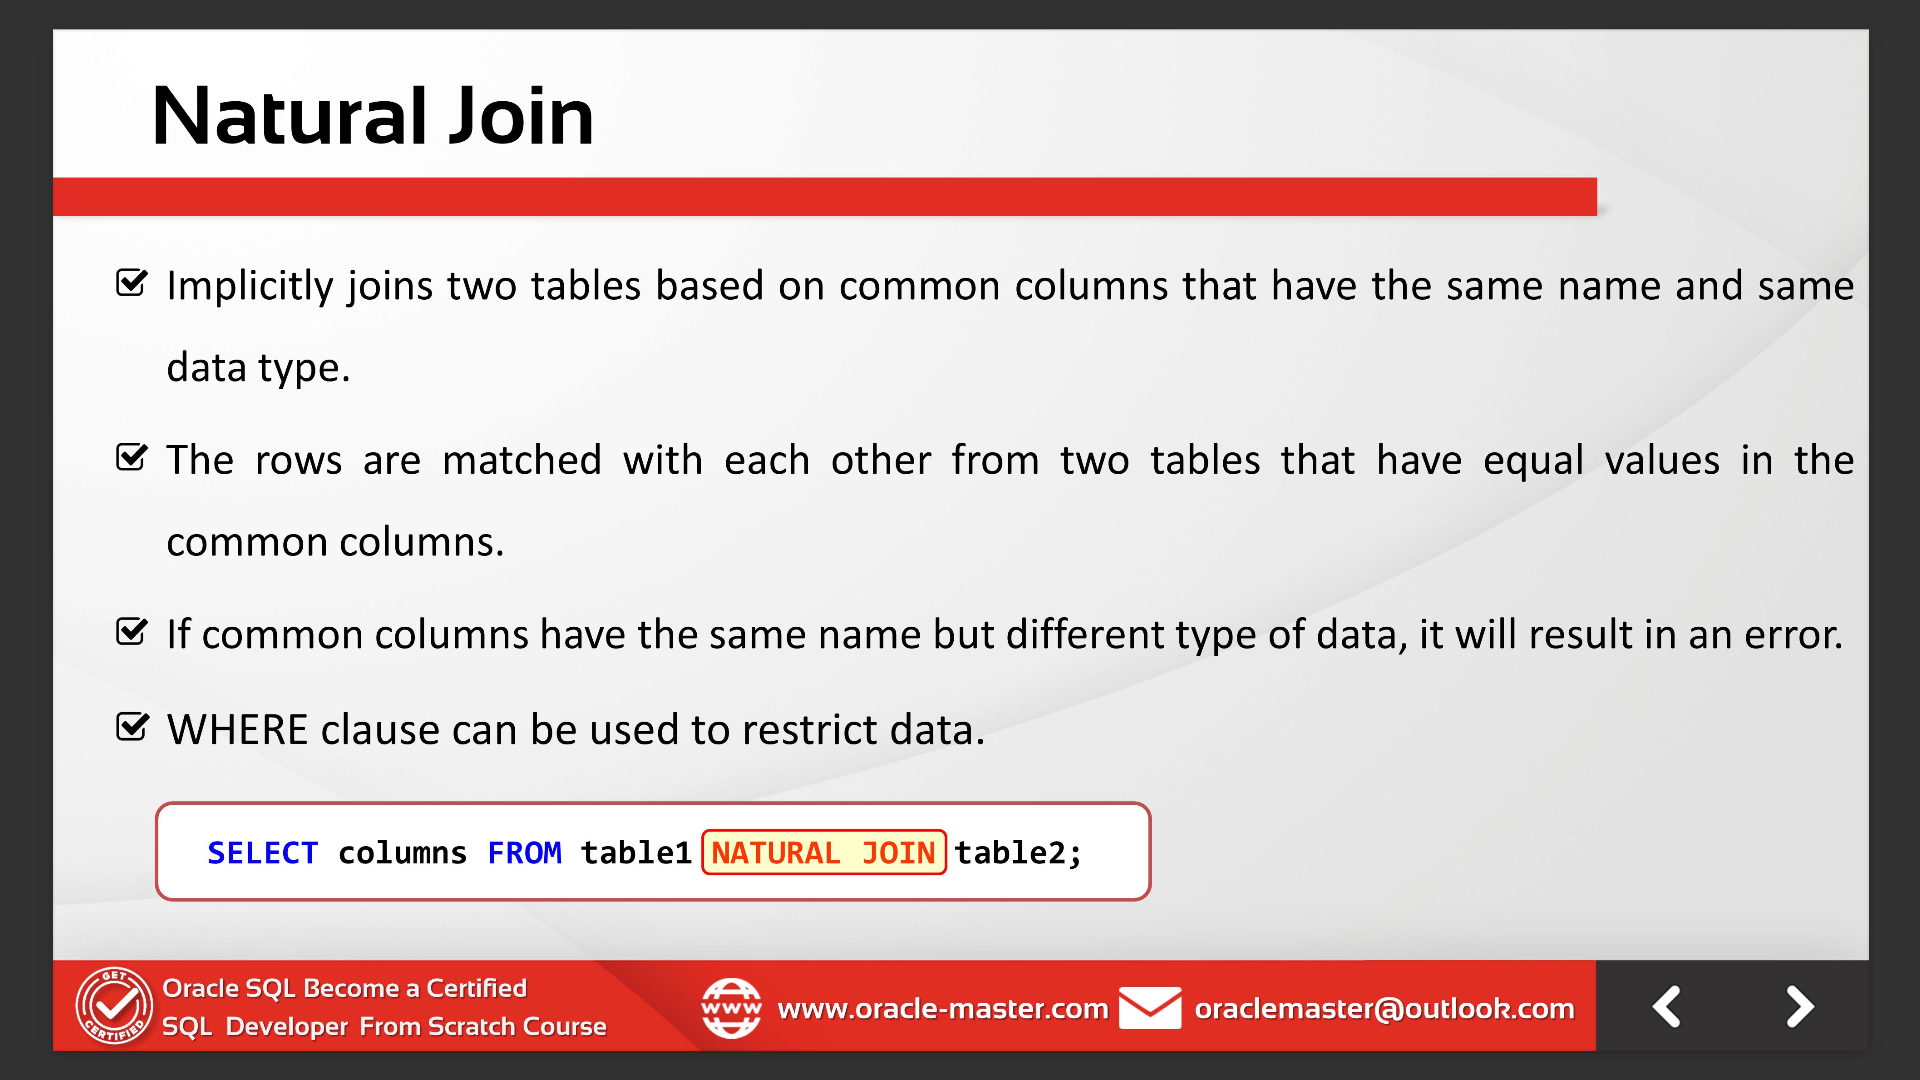 Natural Join
Implicitly joins two tables based on common columns that have the same name and same
data type.
The rows are matched with each other from two tables that have equal values in the
common columns.
If common columns have the same name but different type of data, it will result in an error.
WHERE clause can be used to restrict data.
SELECT columns FROM table1 NATURAL JOIN table2;
GET
CERTIFIED
Oracle SQL Become a Certified
SQL Developer From Scratch Course
www
www.oracle-master.com
oraclemaster@outlook.com